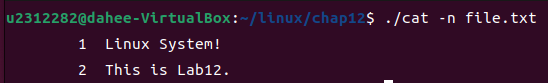 u2312282@dahee-VirtualBox:~/linux/chap12$ ./cat -n file.txt
1 Linux System!
2 This is Lab12.